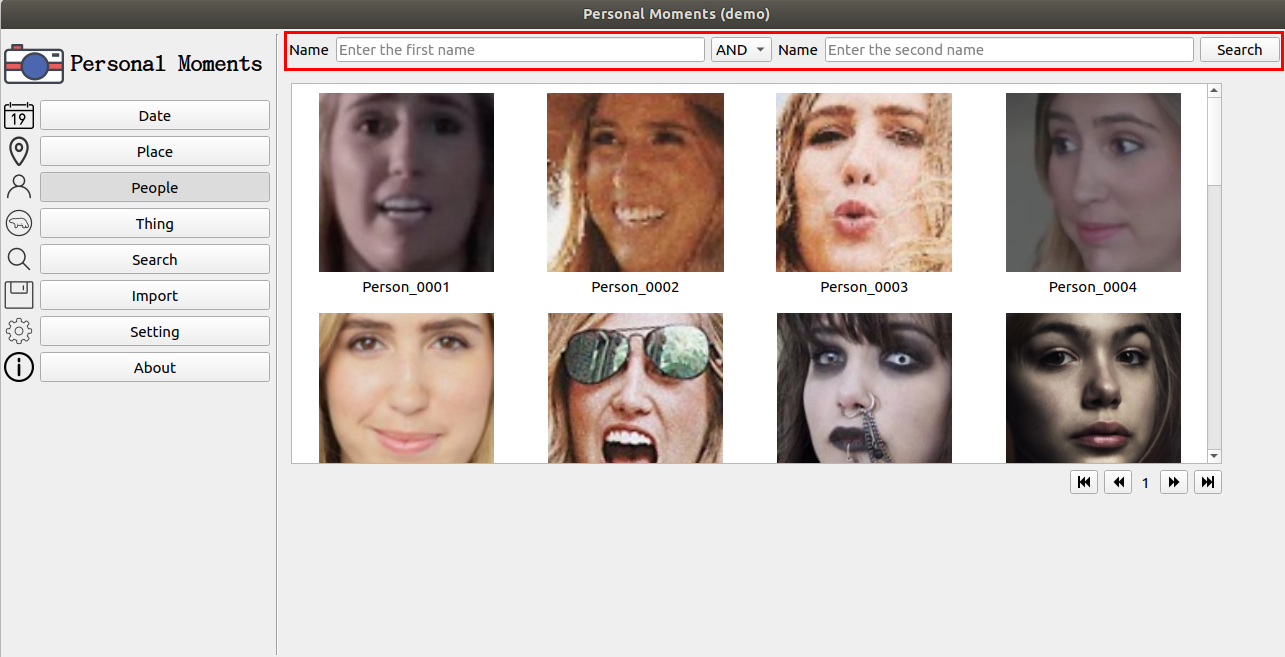 Personal Moments (demo)
Name Enter the first name AND Name Enter the second name Search
Personal Moments
19 Date
Place
People
Thing
Search
Import
Setting
About
Person_0001 Person_0002 Person_0003 Person_0004
1